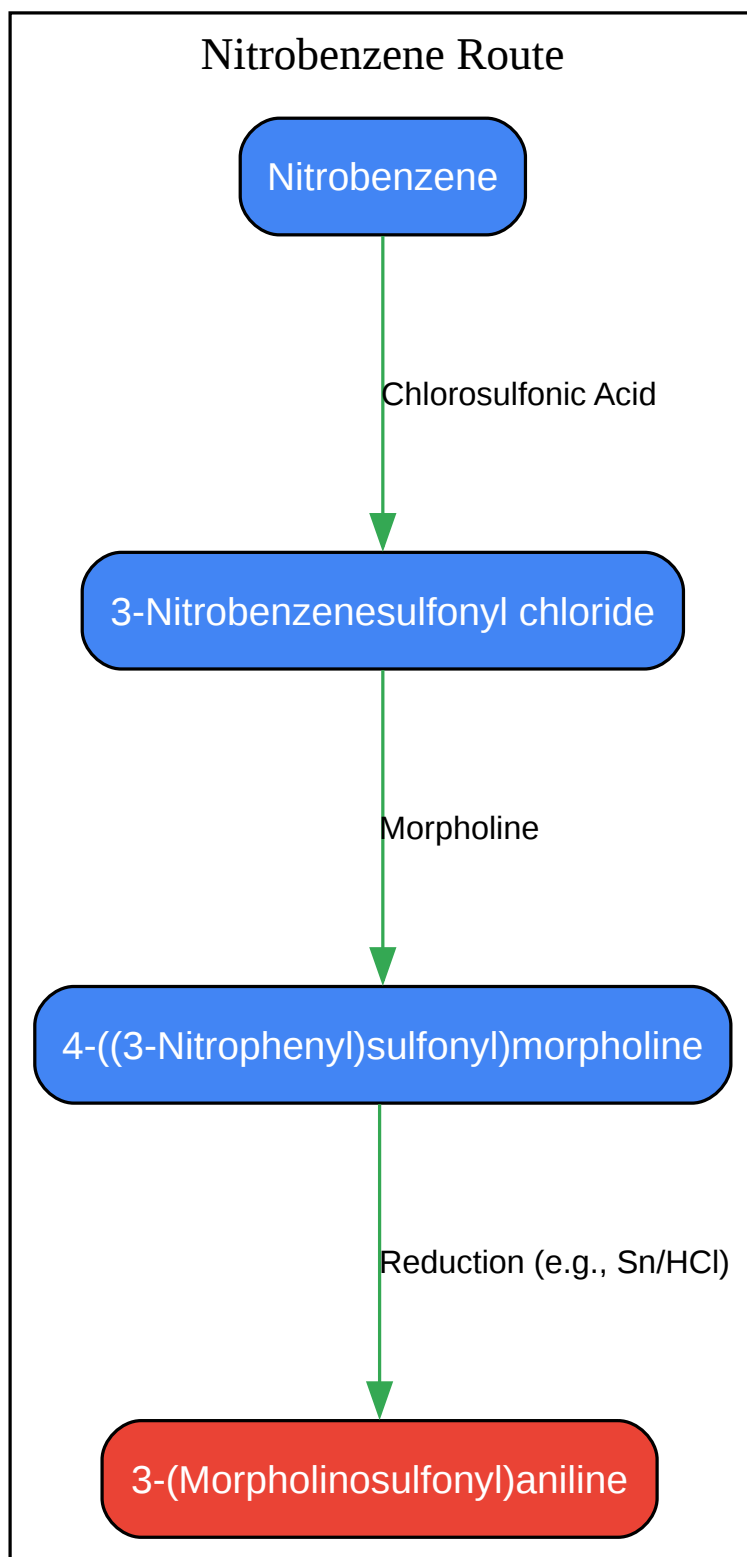 Nitrobenzene Route
Nitrobenzene
Chlorosulfonic Acid
3-Nitrobenzenesulfonyl chloride
Morpholine
4-((3-Nitrophenyl)sulfonyl)morpholine
Reduction (e.g., Sn/HCl)
3-(Morpholinosulfonyl)aniline